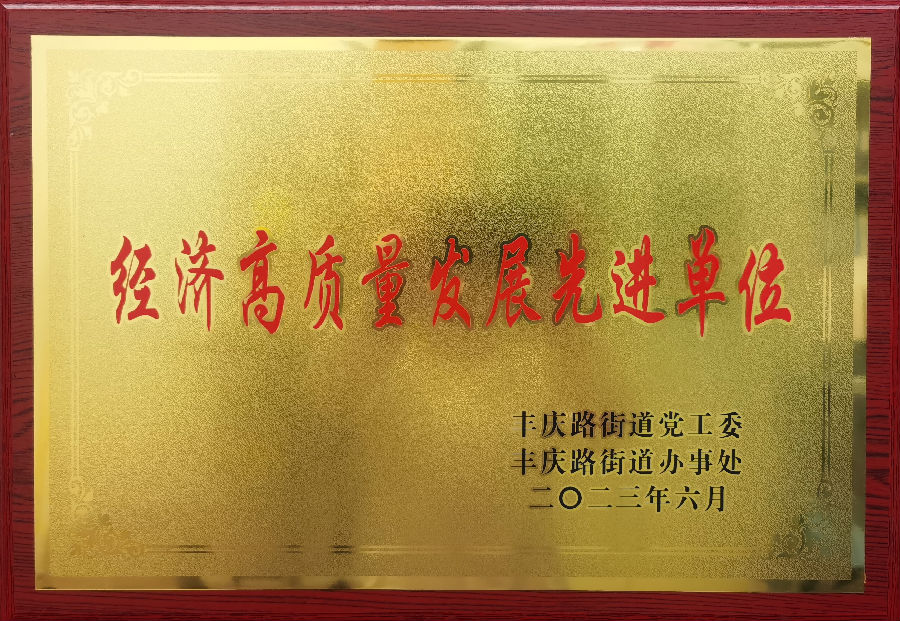 经济高质量发展先进单位
丰庆路街道党工委
丰庆路街道办事处
二〇二三年六月